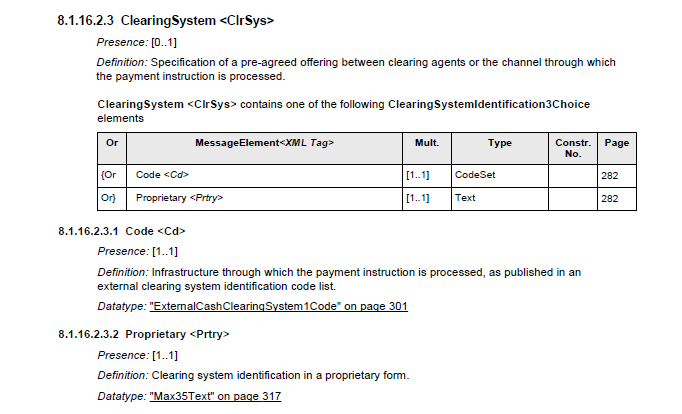 8.1.16.2.3 ClearingSystem <ClrSys>
Presence: [0..1]
Definition: Specification of a pre-agreed offering between clearing agents or the channel through which
the payment instruction is processed.
ClearingSystem <ClrSys> contains one of the following ClearingSystemIdentification3Choice
elements
Or MessageElement<XML Tag> Mult. Type Constr. No. Page
{Or Code <Cd> [1..1] CodeSet 282
Or} Proprietary <Prtry> [1..1] Text 282
8.1.16.2.3.1 Code <Cd>
Presence: [1..1]
Definition: Infrastructure through which the payment instruction is processed, as published in an
external clearing system identification code list.
Datatype: "ExternalCashClearingSystem1Code" on page 301
8.1.16.2.3.2 Proprietary <Prtry>
Presence: [1..1]
Definition: Clearing system identification in a proprietary form.
Datatype: "Max35Text" on page 317